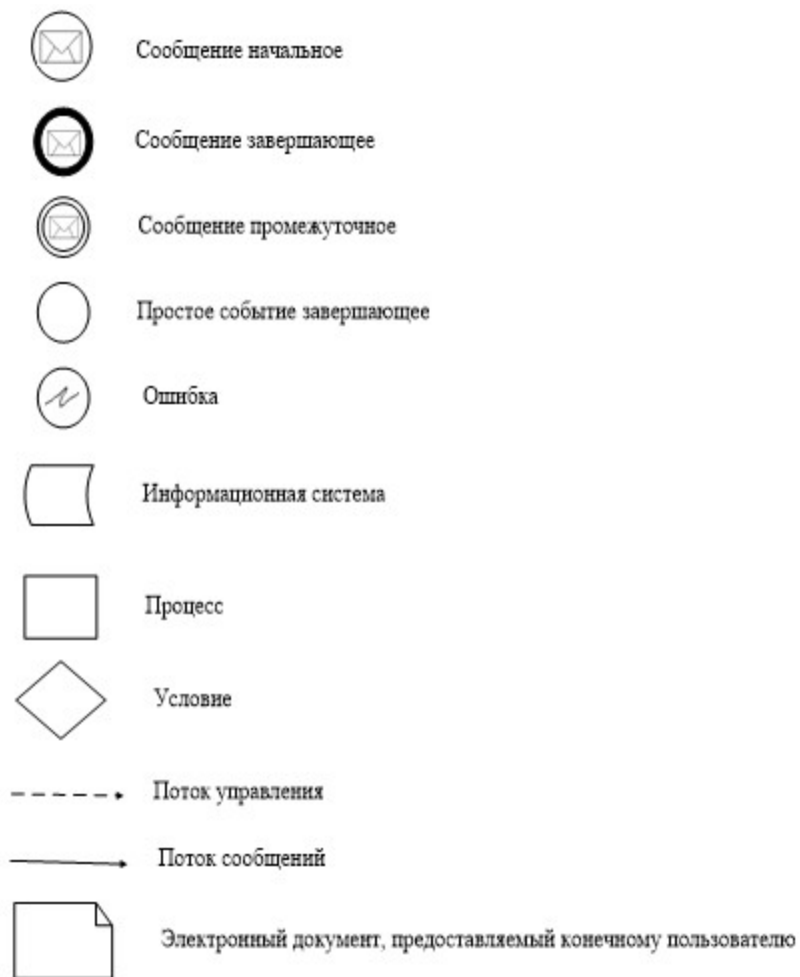 Сообщение начальное
Сообщение завершающее
Сообщение промежуточное
Простое событие завершающее
Ошибка
Информационная система
Процесс
Условие
Поток управления
Поток сообщений
Электронный документ, предоставляемый конечному пользователю